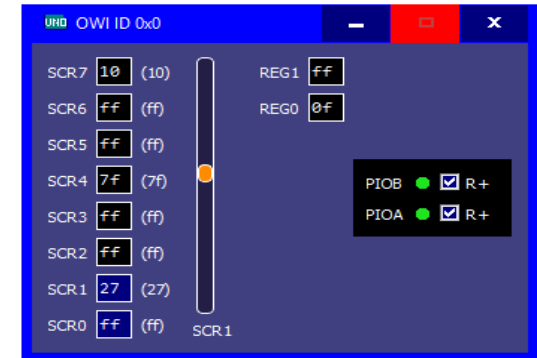 UHD OWI ID 0x0
SCR7 10 (10) REG1 ff
SCR6 ff (ff) REG0 0f
SCR5 ff (ff)
SCR4 7f (7f) PIOB R+
SCR3 ff (ff) PIOA R+
SCR2 ff (ff)
SCR1 27 (27)
SCR0 ff (ff) SCR1